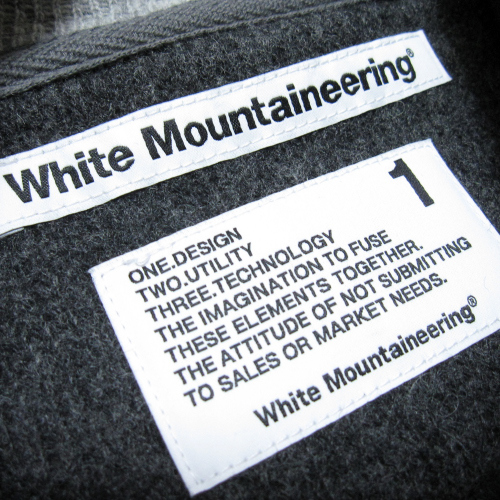 White Mountaineering®
1
ONE.DESIGN
TWO.UTILITY
THREE.TECHNOLOGY
THE IMAGINATION TO FUSE
THESE ELEMENTS TOGETHER.
THE ATTITUDE OF NOT SUBMITTING
TO SALES OR MARKET NEEDS.
White Mountaineering®